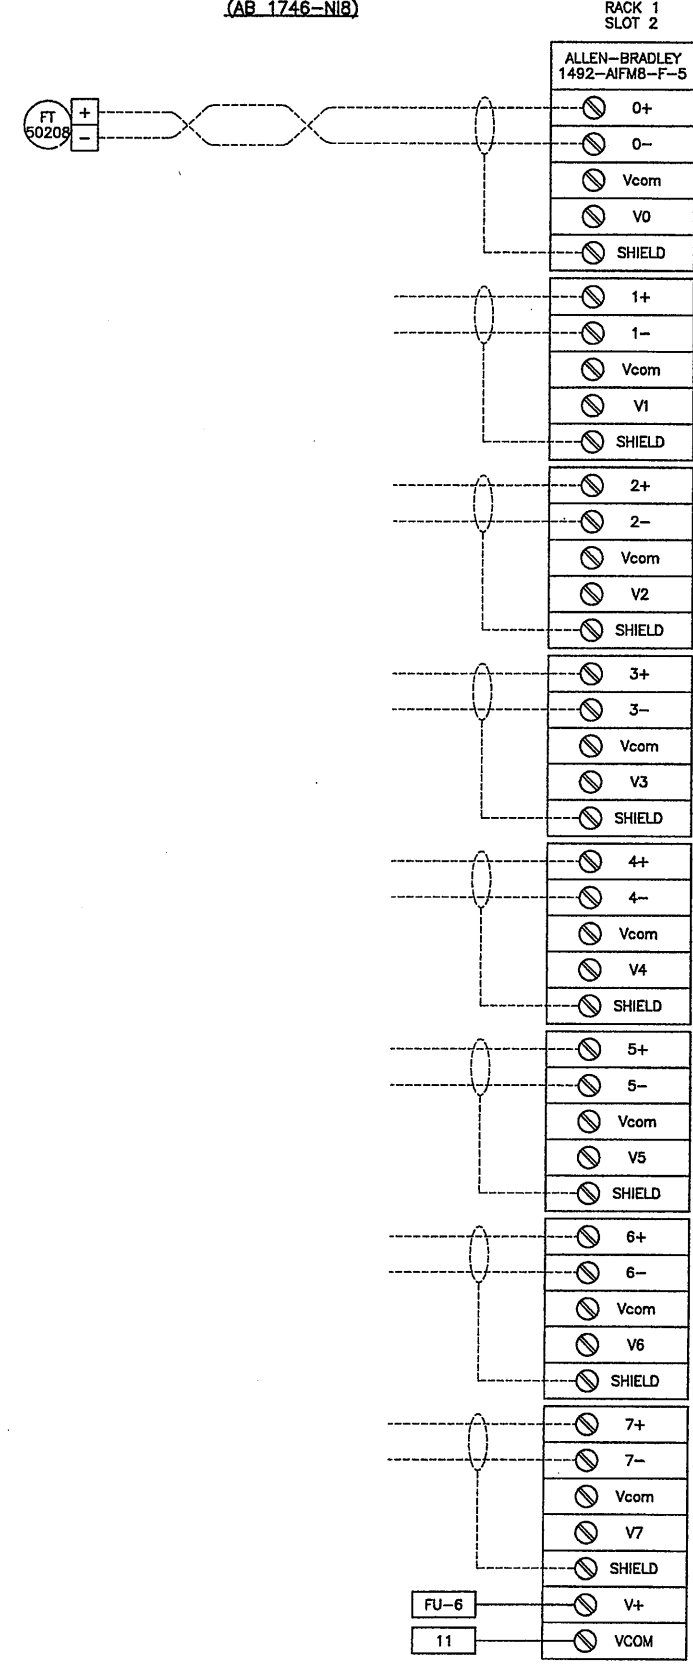 (AB 1746-NI8)
RACK 1
SLOT 2
ALLEN-BRADLEY
1492-AIFM8-F-5
FT
50208
+
-
0+
0-
Vcom
V0
SHIELD
1+
1-
Vcom
V1
SHIELD
2+
2-
Vcom
V2
SHIELD
3+
3-
Vcom
V3
SHIELD
4+
4-
Vcom
V4
SHIELD
5+
5-
Vcom
V5
SHIELD
6+
6-
Vcom
V6
SHIELD
7+
7-
Vcom
V7
SHIELD
FU-6 V+
11 VCOM